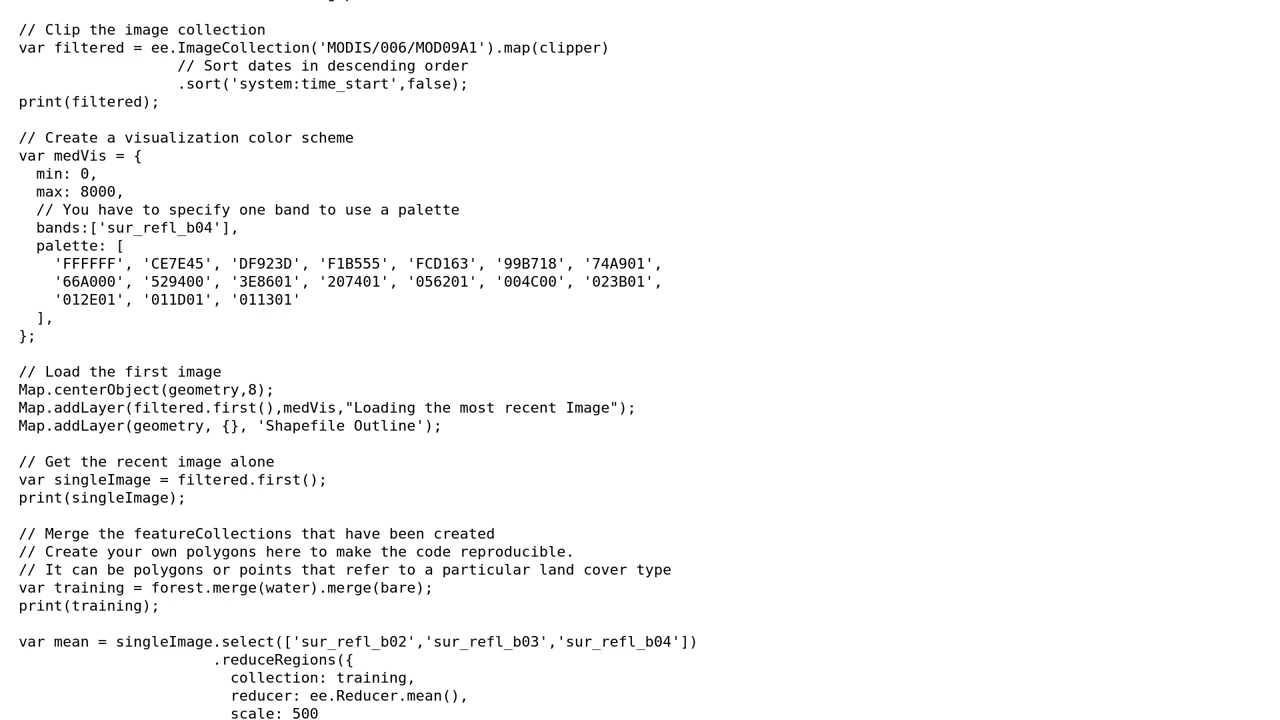 // Clip the image collection
var filtered = ee.ImageCollection('MODIS/006/MOD09A1').map(clipper)
                  // Sort dates in descending order
                  .sort('system:time_start',false);
print(filtered);

// Create a visualization color scheme
var medVis = {
  min: 0,
  max: 8000,
  // You have to specify one band to use a palette
  bands:['sur_refl_b04'],
  palette: [
    'FFFFFF', 'CE7E45', 'DF923D', 'F1B555', 'FCD163', '99B718', '74A901',
    '66A000', '529400', '3E8601', '207401', '056201', '004C00', '023B01',
    '012E01', '011D01', '011301'
  ],
};

// Load the first image
Map.centerObject(geometry,8);
Map.addLayer(filtered.first(),medVis,"Loading the most recent Image");
Map.addLayer(geometry, {}, 'Shapefile Outline');

// Get the recent image alone
var singleImage = filtered.first();
print(singleImage);

// Merge the featureCollections that have been created
// Create your own polygons here to make the code reproducible.
// It can be polygons or points that refer to a particular land cover type
var training = forest.merge(water).merge(bare);
print(training);

var mean = singleImage.select(['sur_refl_b02','sur_refl_b03','sur_refl_b04'])
                      .reduceRegions({
                        collection: training,
                        reducer: ee.Reducer.mean(),
                        scale: 500